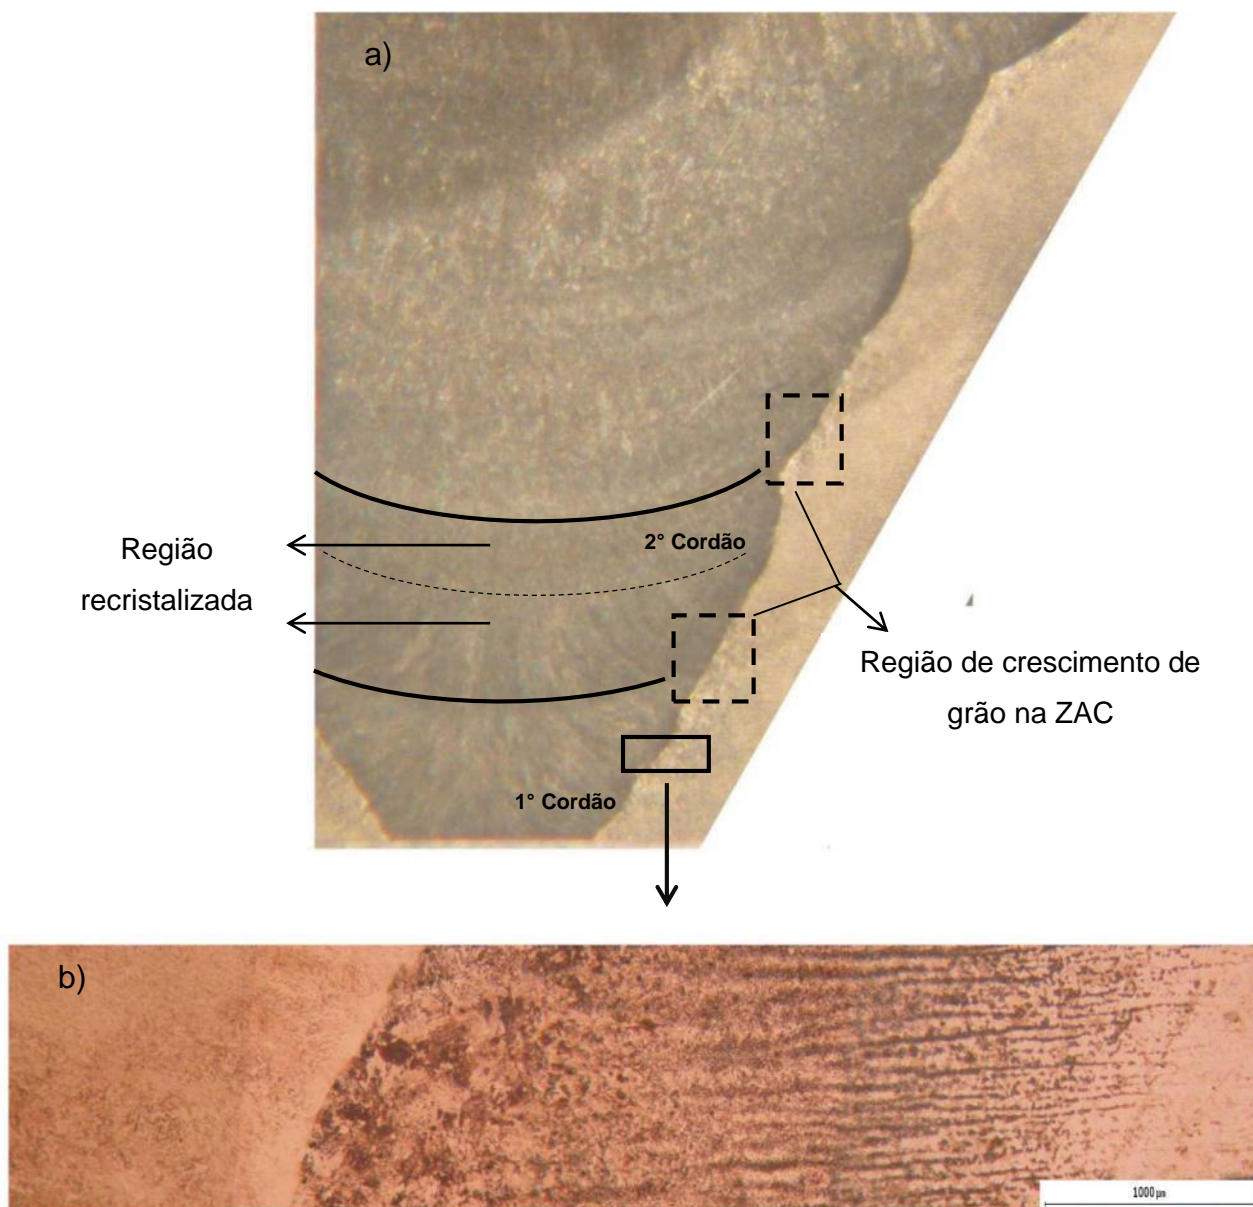 a)
2° Cordão
Região
recristalizada
Região de crescimento de
grão na ZAC
1° Cordão
b)
1000 µm